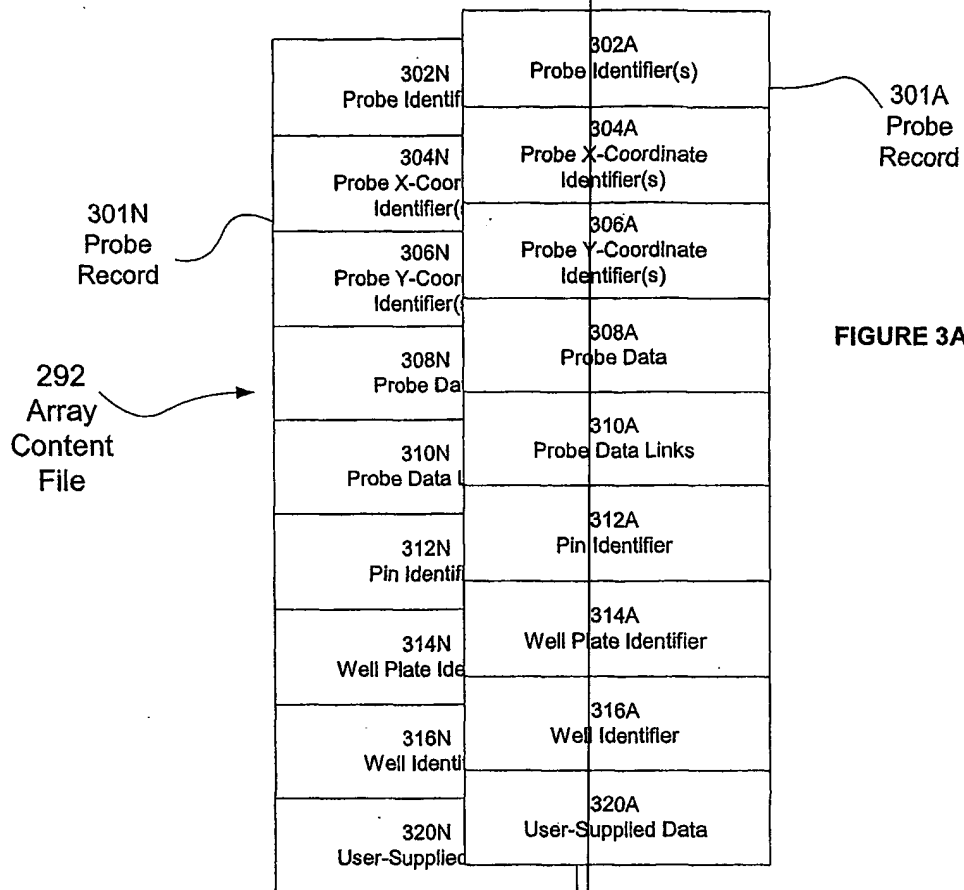 302A
Probe Identifier(s)
304A
Probe X-Coordinate
Identifier(s)
306A
Probe Y-Coordinate
Identifier(s)
308A
Probe Data
310A
Probe Data Links
312A
Pin Identifier
314A
Well Plate Identifier
316A
Well Identifier
320A
User-Supplied Data
301A
Probe
Record
302N
Probe Identif
304N
Probe X-Coor
Identifier(s
306N
Probe Y-Coor
Identifier(s
308N
Probe Da
310N
Probe Data L
312N
Pin Identifi
314N
Well Plate Ide
316N
Well Identi
320N
User-Supplied
301N
Probe
Record
292
Array
Content
File
FIGURE 3A